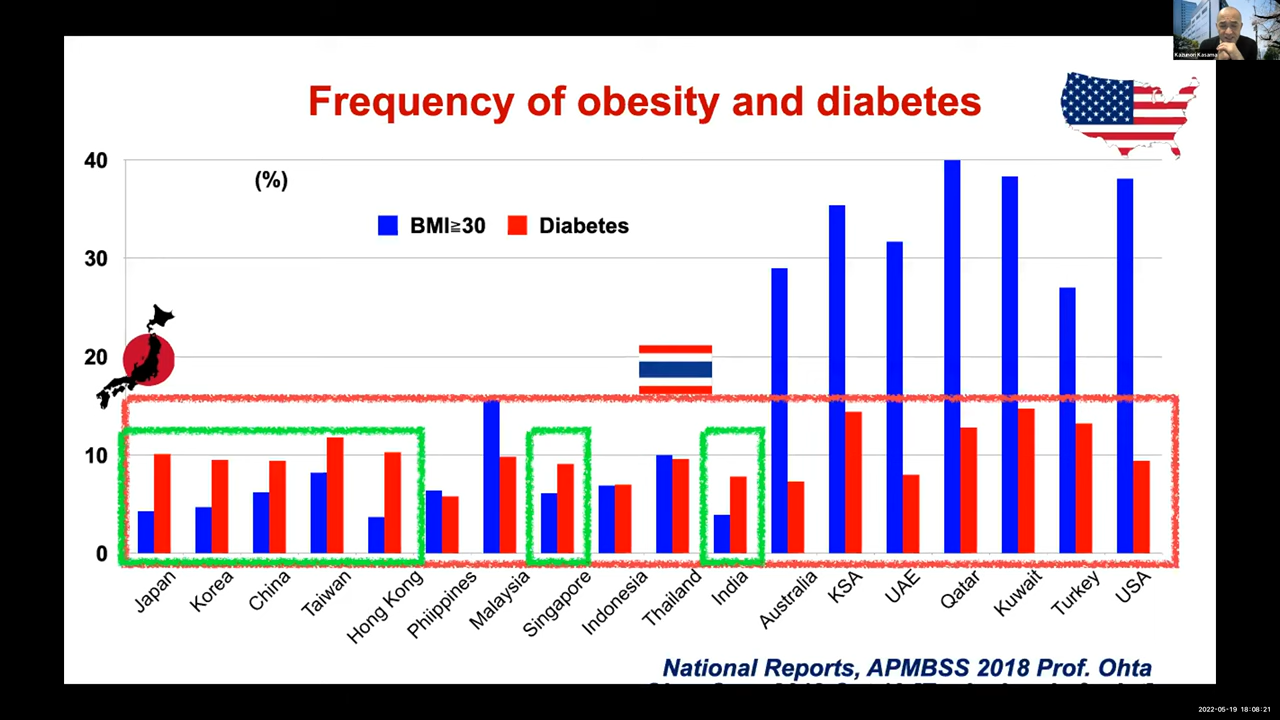 Kazunori Kasama
Frequency of obesity and diabetes
40
(%)
BMI≧30 Diabetes
30
20
10
0
Japan
Korea
China
Taiwan
Hong Kong
Phiippines
Malaysia
Singapore
Indonesia
Thailand
India
Australia
KSA
UAE
Qatar
Kuwait
Turkey
USA
National Reports, APMBSS 2018 Prof. Ohta
2022-05-19 18:08:21